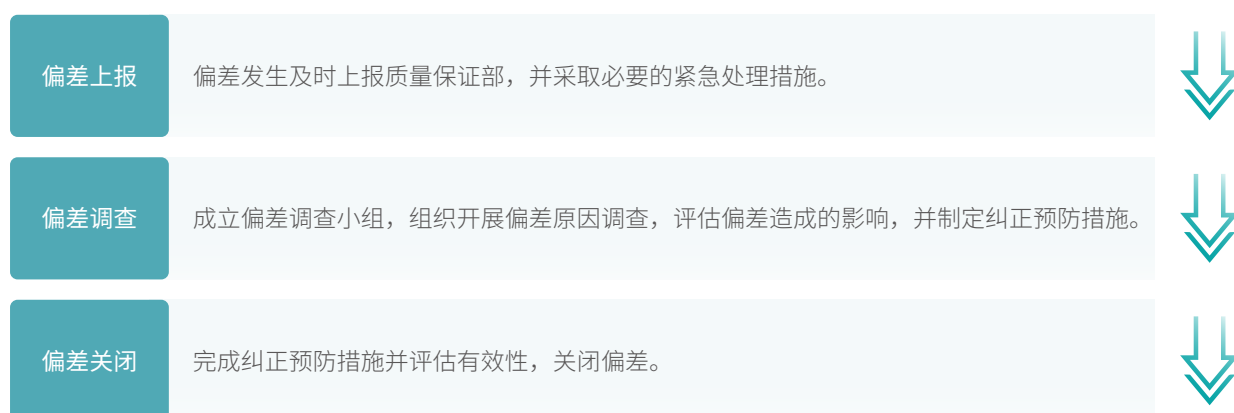 偏差上报
偏差发生及时上报质量保证部，并采取必要的紧急处理措施。
偏差调查
成立偏差调查小组，组织开展偏差原因调查，评估偏差造成的影响，并制定纠正预防措施。
偏差关闭
完成纠正预防措施并评估有效性，关闭偏差。